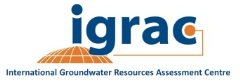 igrac
International Groundwater Resources Assessment Centre